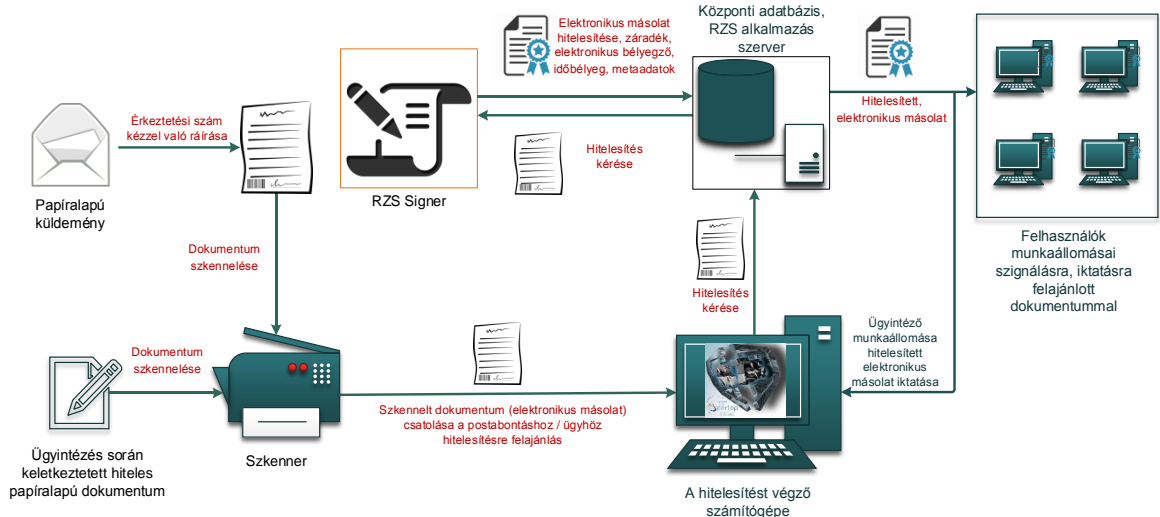 Elektronikus másolat
hitelesítése, záradék,
elektronikus bélyegző,
időbélyeg, metaadatok
Központi adatbázis,
RZS alkalmazás
szerver
Érkeztetési szám
kézzel való ráírása
Hitelesítés
kérése
Hitelesített,
elektronikus másolat
Papíralapú
küldemény
RZS Signer
Dokumentum
szkennelése
Hitelesítés
kérése
Felhasználók
munkaállomásai
szignálásra, iktatásra
felajánlott
dokumentummal
Dokumentum
szkennelése
Ügyintéző
munkaállomása
hitelesített
elektronikus
másolat iktatása
Szkennelt dokumentum (elektronikus másolat)
csatolása a postabontáshoz / ügyhöz
hitelesítésre felajánlás
Ügyintézés során
keletkeztetett hiteles
papíralapú dokumentum
Szkenner
A hitelesítést végző
számítógépe